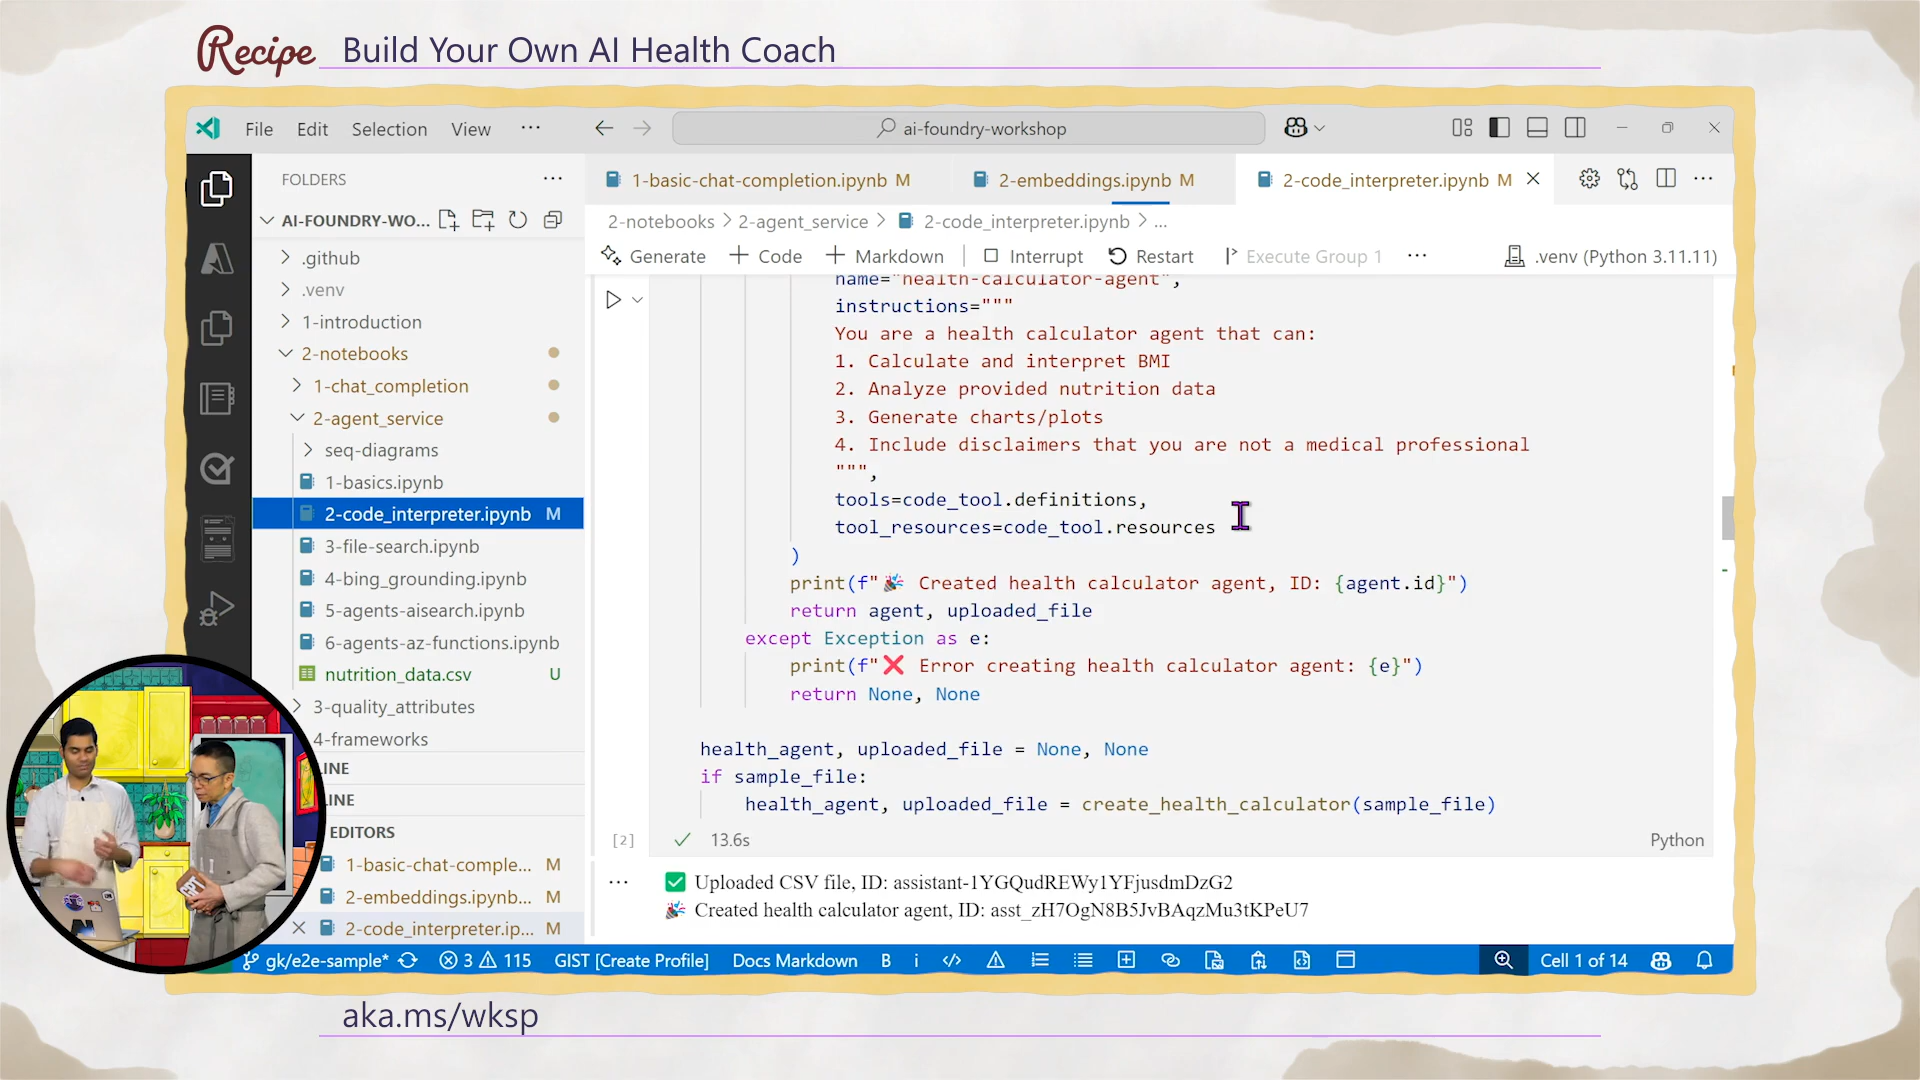 Recipe Build Your Own AI Health Coach
File Edit Selection View ...
ai-foundry-workshop
FOLDERS ...
AI-FOUNDRY-WO...
.github
.venv
1-introduction
2-notebooks
1-chat_completion
2-agent_service
seq-diagrams
1-basics.ipynb
2-code_interpreter.ipynb M
3-file-search.ipynb
4-bing_grounding.ipynb
5-agents-aisearch.ipynb
6-agents-az-functions.ipynb
nutrition_data.csv U
3-quality_attributes
4-frameworks
LINE
LINE
EDITORS
1-basic-chat-comple... M
2-embeddings.ipynb... M
2-code_interpreter.ip... M
1-basic-chat-completion.ipynb M 2-embeddings.ipynb M 2-code_interpreter.ipynb M
2-notebooks > 2-agent_service > 2-code_interpreter.ipynb > ...
Generate + Code + Markdown Interrupt Restart Execute Group 1 ... .venv (Python 3.11.11)
name="health-calculator-agent",
instructions="""
You are a health calculator agent that can:
1. Calculate and interpret BMI
2. Analyze provided nutrition data
3. Generate charts/plots
4. Include disclaimers that you are not a medical professional
""",
tools=code_tool.definitions,
tool_resources=code_tool.resources
)
print(f"🎉 Created health calculator agent, ID: {agent.id}")
return agent, uploaded_file
except Exception as e:
print(f"❌ Error creating health calculator agent: {e}")
return None, None
health_agent, uploaded_file = None, None
if sample_file:
health_agent, uploaded_file = create_health_calculator(sample_file)
[2] ✓ 13.6s Python
✅ Uploaded CSV file, ID: assistant-1YGQudREWy1YFjusdmDzG2
🎉 Created health calculator agent, ID: asst_zH7OgN8B5JvBAqzMu3tKPeU7
gk/e2e-sample* 3 115 GIST [Create Profile] Docs Markdown B i </> Cell 1 of 14
aka.ms/wksp